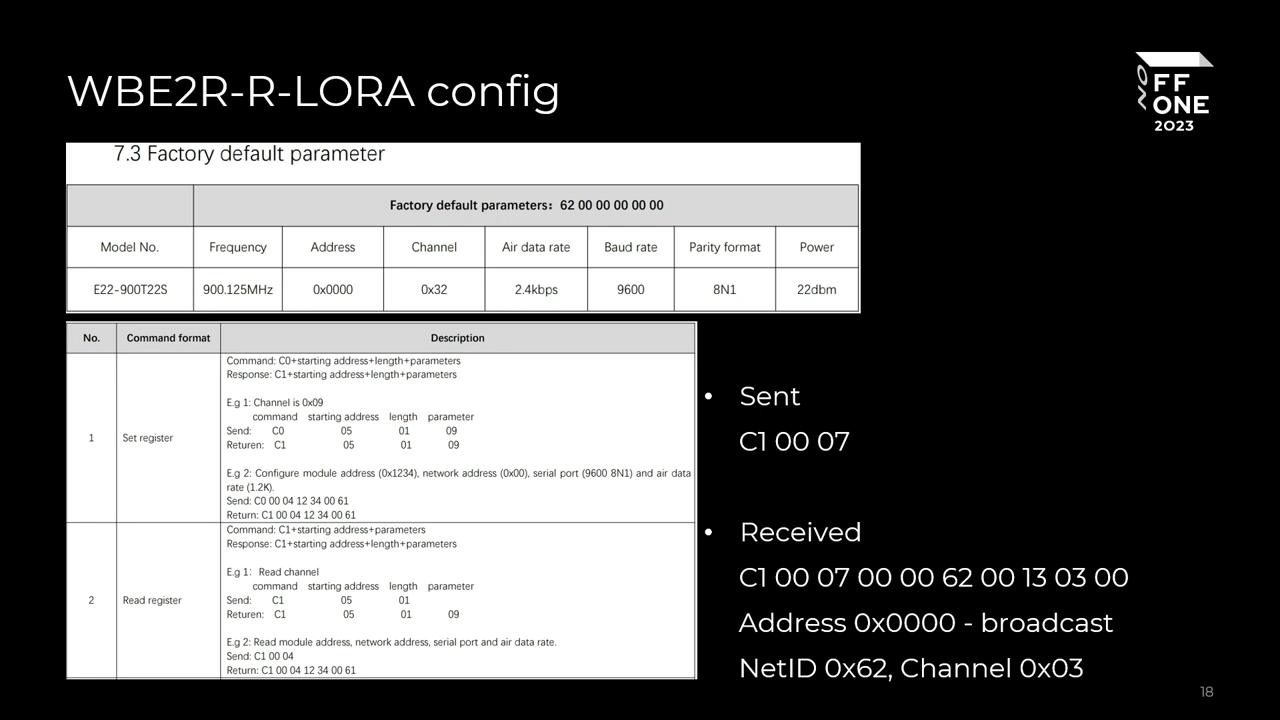 WBE2R-R-LORA config
NO
FF
ONE
2023
7.3 Factory default parameter
Factory default parameters: 62 00 00 00 00 00
Model No. Frequency Address Channel Air data rate Baud rate Parity format Power
E22-900T22S 900.125MHz 0x0000 0x32 2.4kbps 9600 8N1 22dbm
No. Command format Description
Command: C0+starting address+length+parameters
Response: C1+starting address+length+parameters
E.g 1: Channel is 0x09
command starting address length parameter
Send: C0 05 01 09
Returen: C1 05 01 09
1 Set register
E.g 2: Configure module address (0x1234), network address (0x00), serial port (9600 8N1) and air data
rate (1.2K).
Send: C0 00 04 12 34 00 61
Return: C1 00 04 12 34 00 61
Command: C1+starting address+parameters
Response: C1+starting address+length+parameters
E.g 1: Read channel
command starting address length parameter
Send: C1 05 01
2 Read register
Returen: C1 05 01 09
E.g 2: Read module address, network address, serial port and air data rate.
Send: C1 00 04
Return: C1 00 04 12 34 00 61
• Sent
C1 00 07
• Received
C1 00 07 00 00 62 00 13 03 00
Address 0x0000 - broadcast
NetID 0x62, Channel 0x03
18